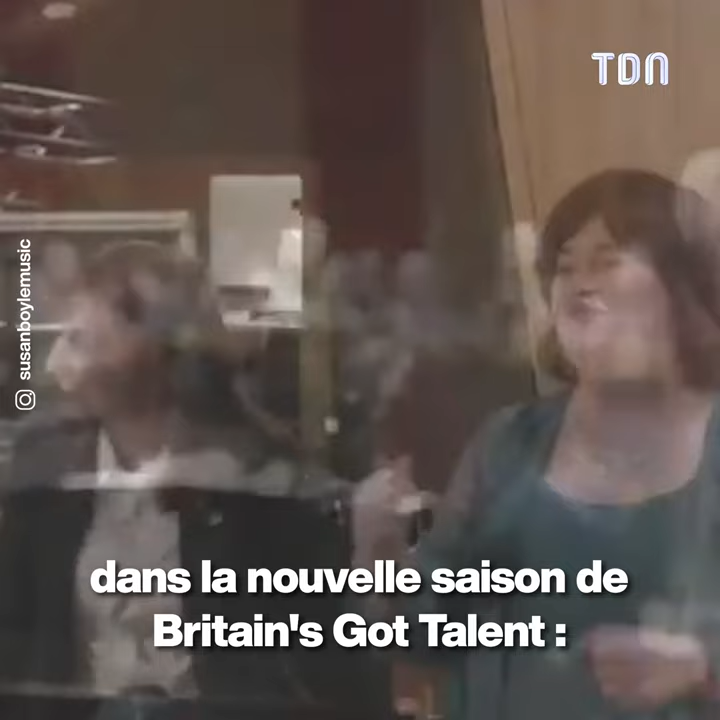 TDN
susanboylemusic
dans la nouvelle saison de
Britain's Got Talent :